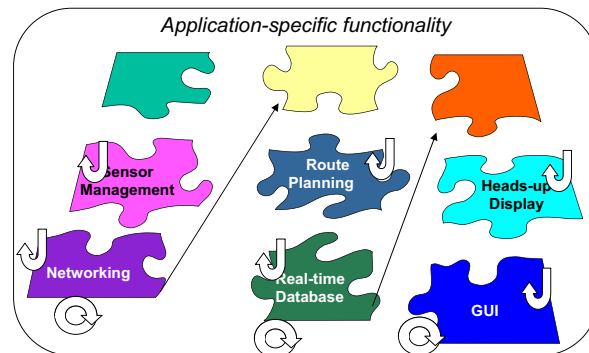 Application-specific functionality
Sensor
Management
Route
Planning
Heads-up
Display
Networking
Real-time
Database
GUI